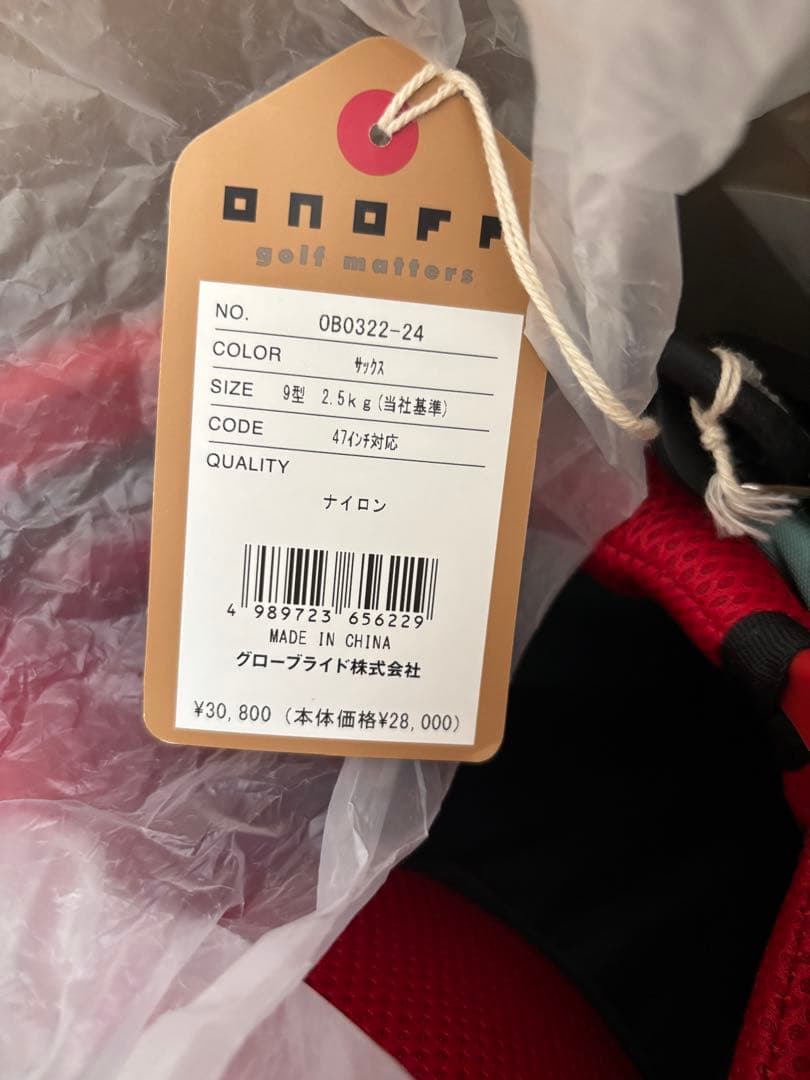 onoff
golf matters
NO. OB0322-24
COLOR ｻｯｸｽ
SIZE 9型 2.5kg(当社基準)
CODE 47ｲﾝﾁ対応
QUALITY
ナイロン
4 989723 656229
MADE IN CHINA
グローブライド株式会社
¥30,800 (本体価格¥28,000)